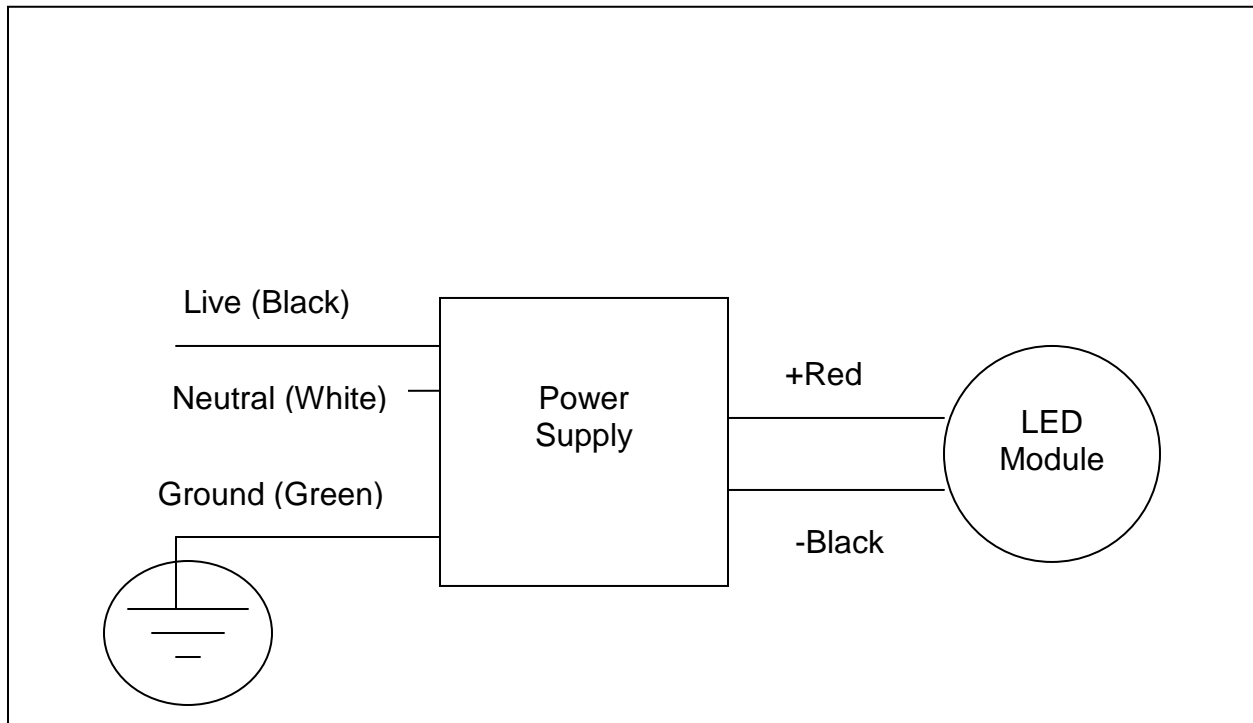 Live (Black)
Neutral (White)
Ground (Green)
Power
Supply
+Red
-Black
LED
Module